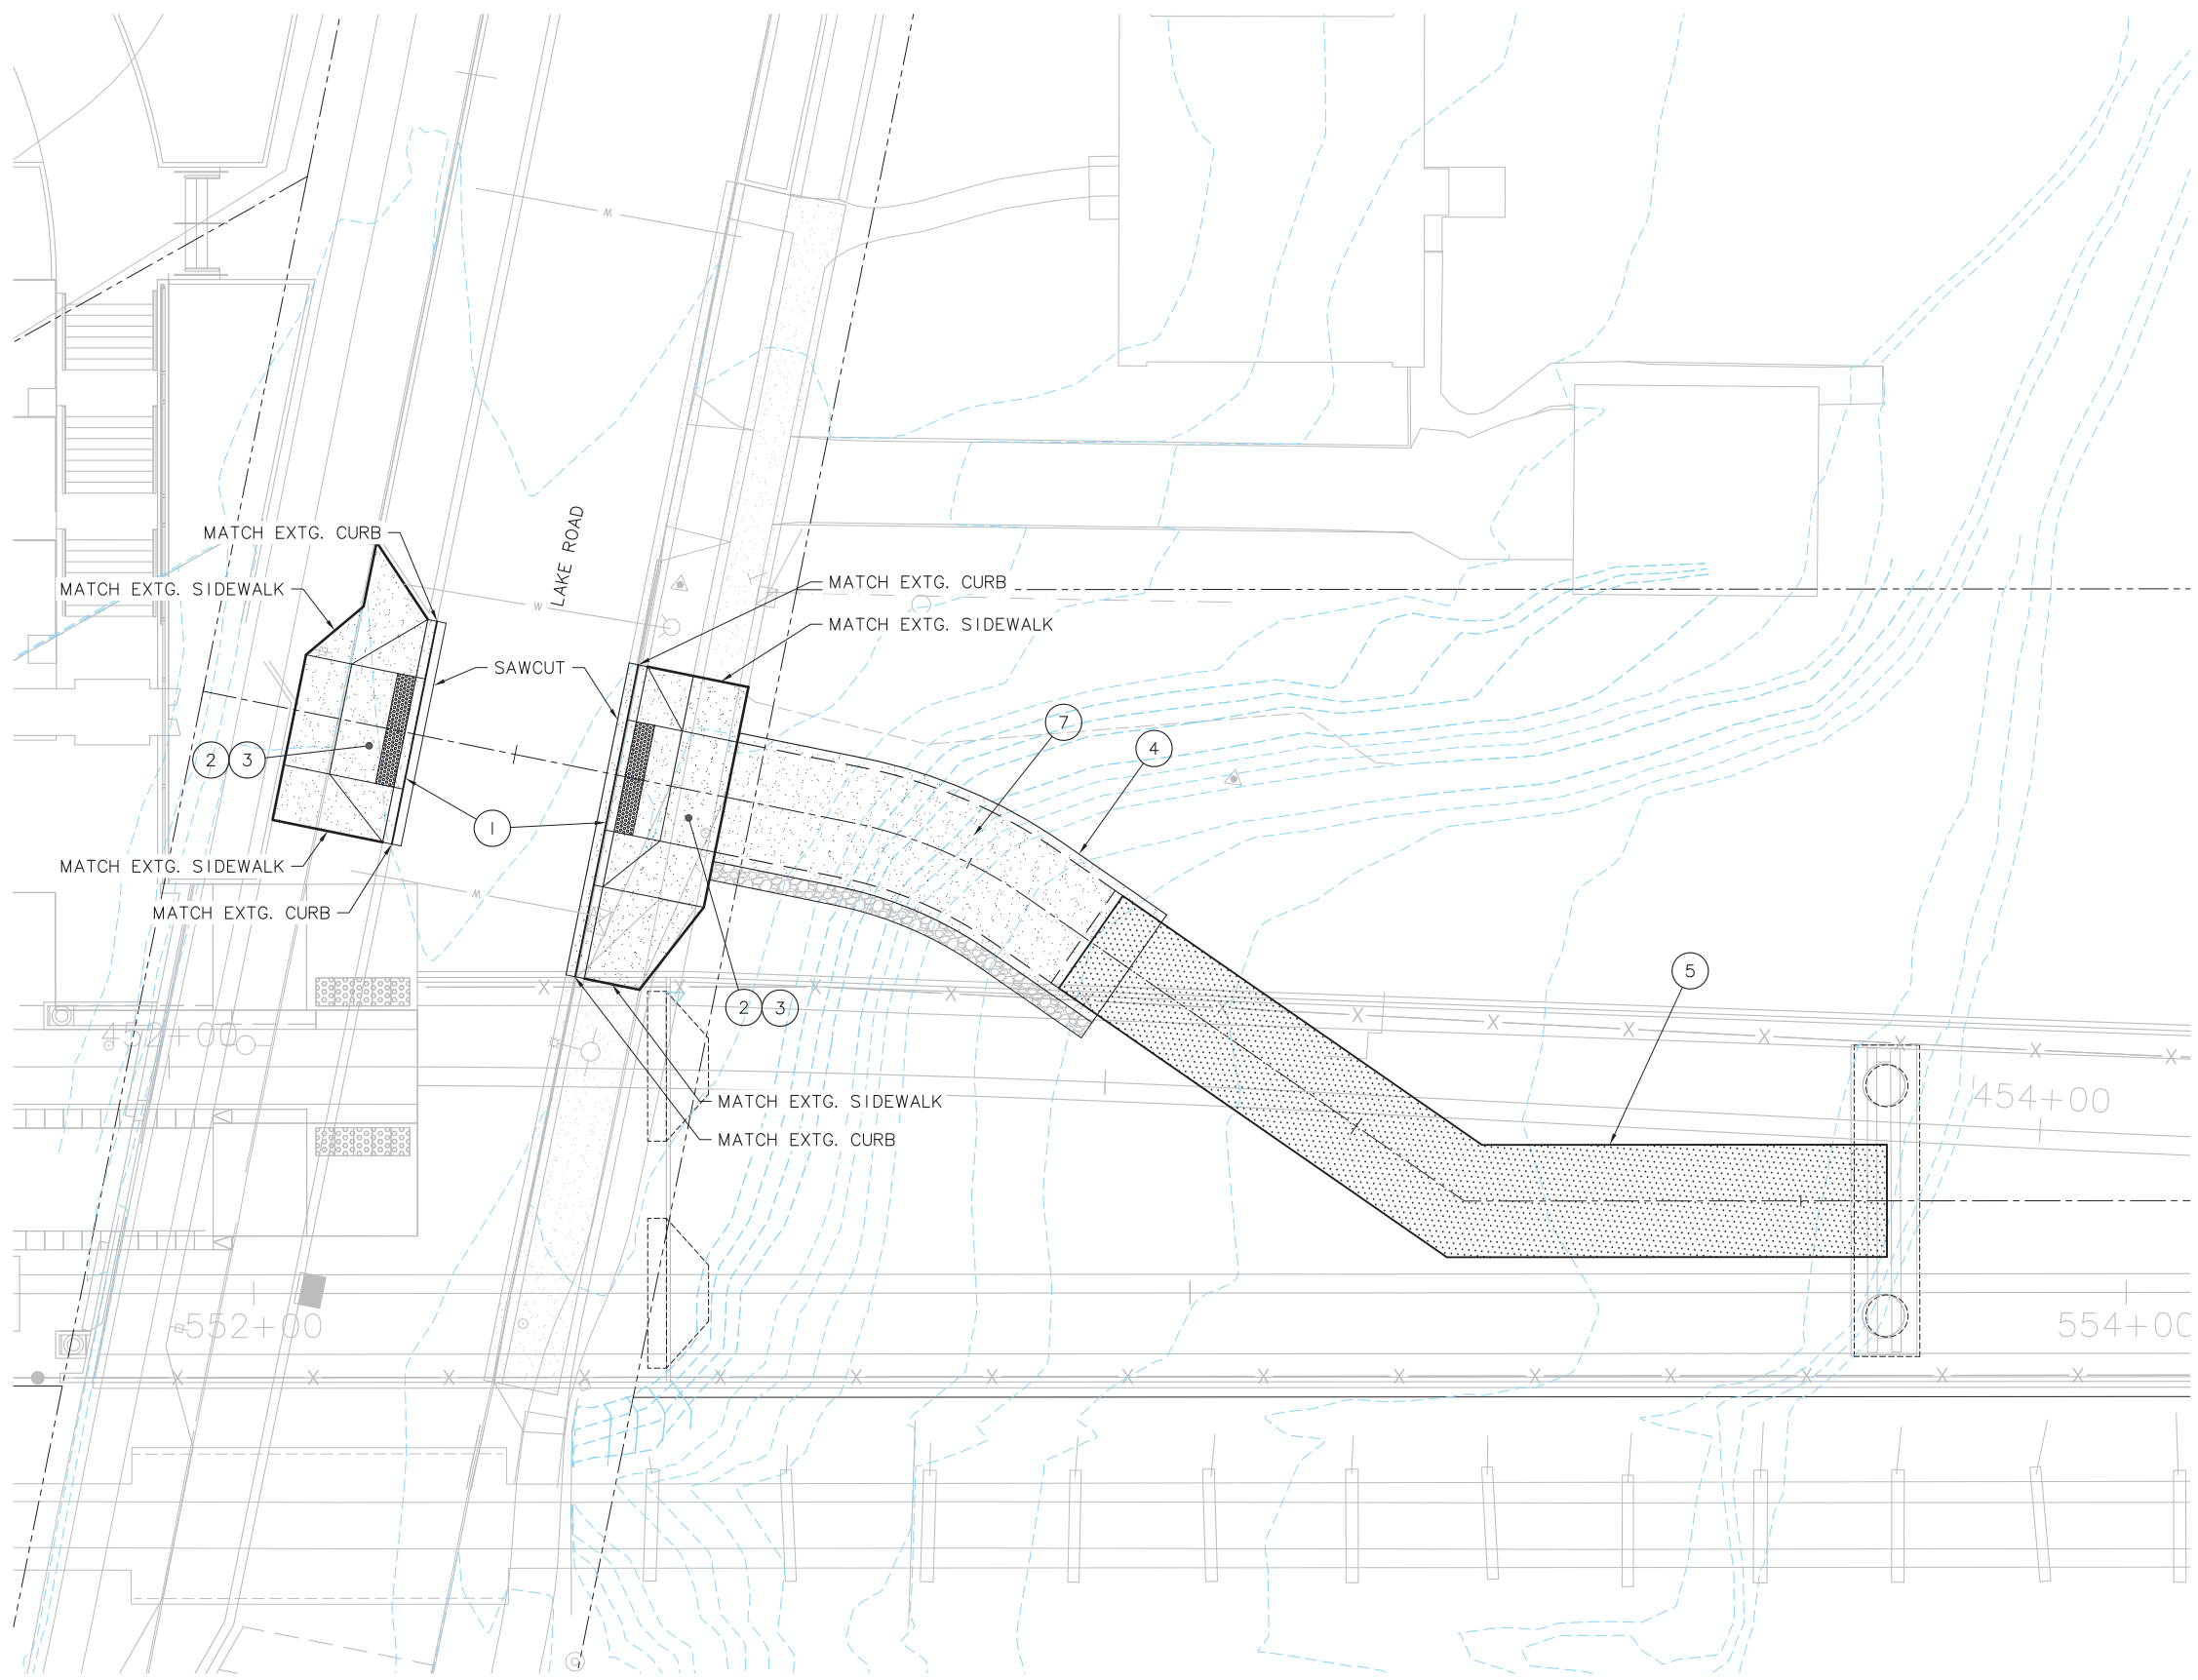 W
LAKE ROAD
MATCH EXTG. CURB
MATCH EXTG. CURB
MATCH EXTG. SIDEWALK
W
MATCH EXTG. SIDEWALK
SAWCUT
7
4
2 3
1
MATCH EXTG. SIDEWALK
W
MATCH EXTG. CURB
5
2 3
X X X X X X X X X X X X
452+00
454+00
MATCH EXTG. SIDEWALK
MATCH EXTG. CURB
552+00
554+00
X X X X X X X X X X X X X X X